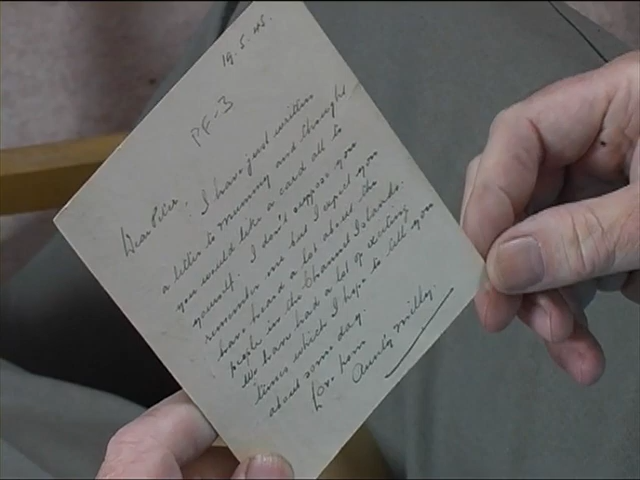 19.5.45.
PF-3
Dear Peter,
I have just written
a letter to mummy and thought
you would like a card all to
yourself. I don't suppose you
remember me but I expect you
have heard a lot about the
people in the Channel Islands.
We have had a lot of exciting
times which I hope to tell you
about some day.
Love from
Aunty Milly.